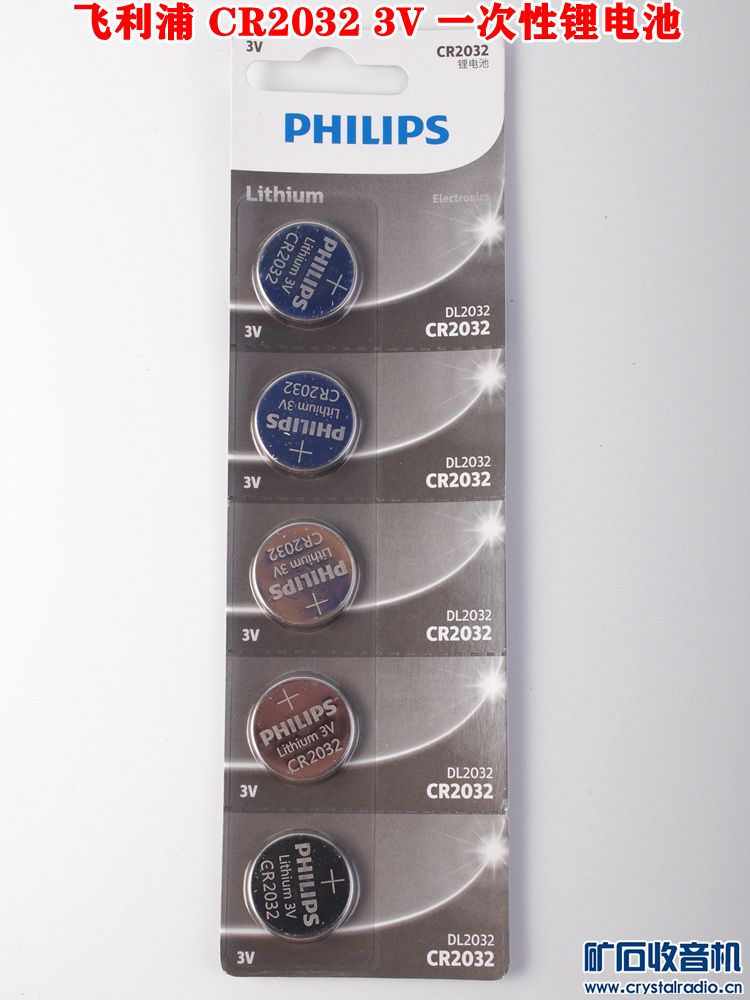 飞利浦 CR2032 3V 一次性锂电池
3V
CR2032
锂电池
PHILIPS
Lithium
Electronics
PHILIPS
Lithium 3V
CR2032
+
DL2032
CR2032
3V
CR2032
Lithium 3V
PHILIPS
+
DL2032
CR2032
3V
CR2032
Lithium 3V
PHILIPS
+
DL2032
CR2032
3V
+
PHILIPS
Lithium 3V
CR2032
DL2032
CR2032
3V
PHILIPS
Lithium 3V
CR2032
+
DL2032
CR2032
3V
矿石收音机
www.crystalradio.cn